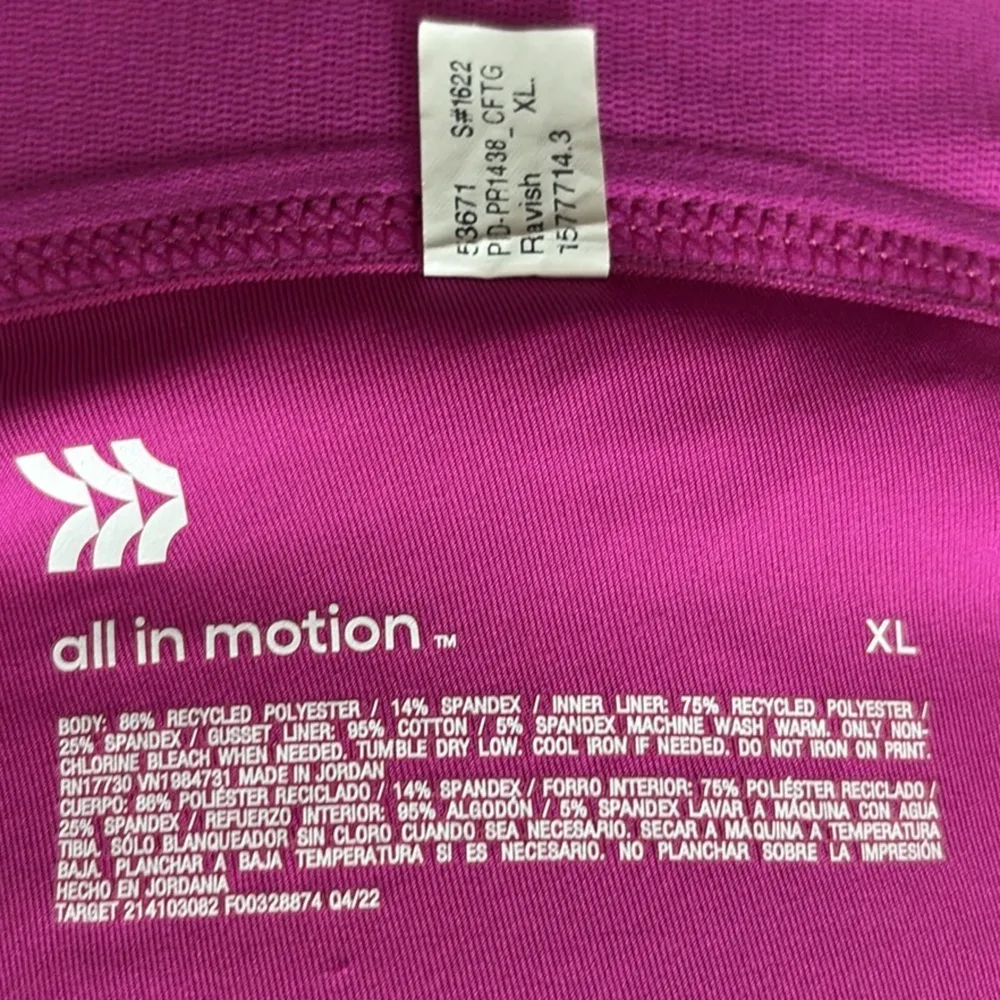 53671 S#1622
PID-PR1438_CFTG
Ravish XL.
1577714.3
all in motion™
XL
BODY: 86% RECYCLED POLYESTER / 14% SPANDEX / INNER LINER: 75% RECYCLED POLYESTER /
25% SPANDEX / GUSSET LINER: 95% COTTON / 5% SPANDEX MACHINE WASH WARM. ONLY NON-
CHLORINE BLEACH WHEN NEEDED. TUMBLE DRY LOW. COOL IRON IF NEEDED. DO NOT IRON ON PRINT.
RN17730 VN1984731 MADE IN JORDAN
CUERPO: 86% POLIÉSTER RECICLADO / 14% SPANDEX / FORRO INTERIOR: 75% POLIÉSTER RECICLADO /
25% SPANDEX / REFUERZO INTERIOR: 95% ALGODÓN / 5% SPANDEX LAVAR A MÁQUINA CON AGUA
TIBIA. SÓLO BLANQUEADOR SIN CLORO CUANDO SEA NECESARIO. SECAR A MÁQUINA A TEMPERATURA
BAJA. PLANCHAR A BAJA TEMPERATURA SI ES NECESARIO. NO PLANCHAR SOBRE LA IMPRESIÓN
HECHO EN JORDANIA
TARGET 214103082 F00328874 Q4/22